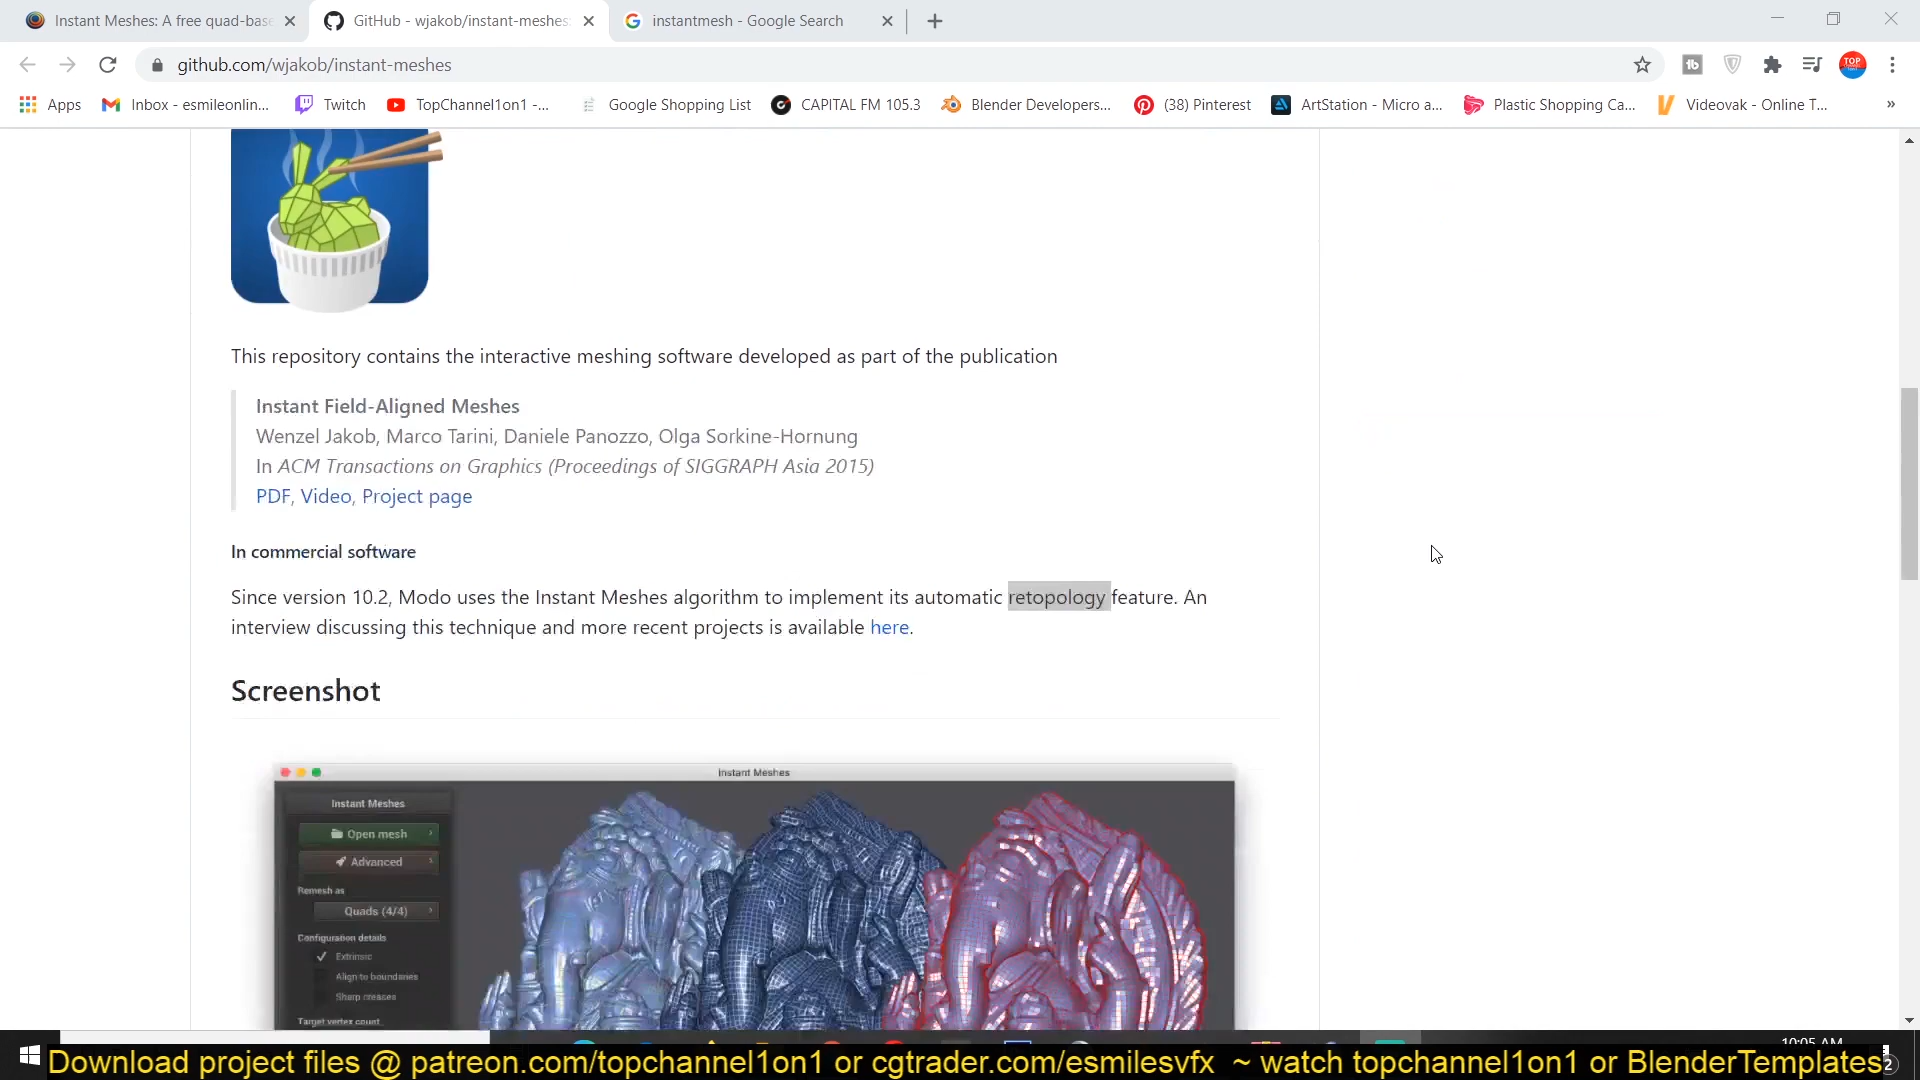 Instant Meshes: A free quad-base
GitHub - wjakob/instant-meshes:
instantmesh - Google Search
github.com/wjakob/instant-meshes
TOP
Apps
Inbox - esmileonlin...
Twitch
TopChannel1on1 -...
Google Shopping List
CAPITAL FM 105.3
Blender Developers...
(38) Pinterest
ArtStation - Micro a...
Plastic Shopping Ca...
Videovak - Online T...
»
This repository contains the interactive meshing software developed as part of the publication
Instant Field-Aligned Meshes
Wenzel Jakob, Marco Tarini, Daniele Panozzo, Olga Sorkine-Hornung
In ACM Transactions on Graphics (Proceedings of SIGGRAPH Asia 2015)
PDF, Video, Project page
In commercial software
Since version 10.2, Modo uses the Instant Meshes algorithm to implement its automatic retopology feature. An
interview discussing this technique and more recent projects is available here.
Screenshot
Instant Meshes
Instant Meshes
Open mesh
Advanced
Remesh as
Quads (4/4)
Configuration details
Extrinsic
Align to boundaries
Sharp creases
Target vertex count
10:05 AM
Download project files @ patreon.com/topchannel1on1 or cgtrader.com/esmilesvfx ~ watch topchannel1on1 or BlenderTemplates
2